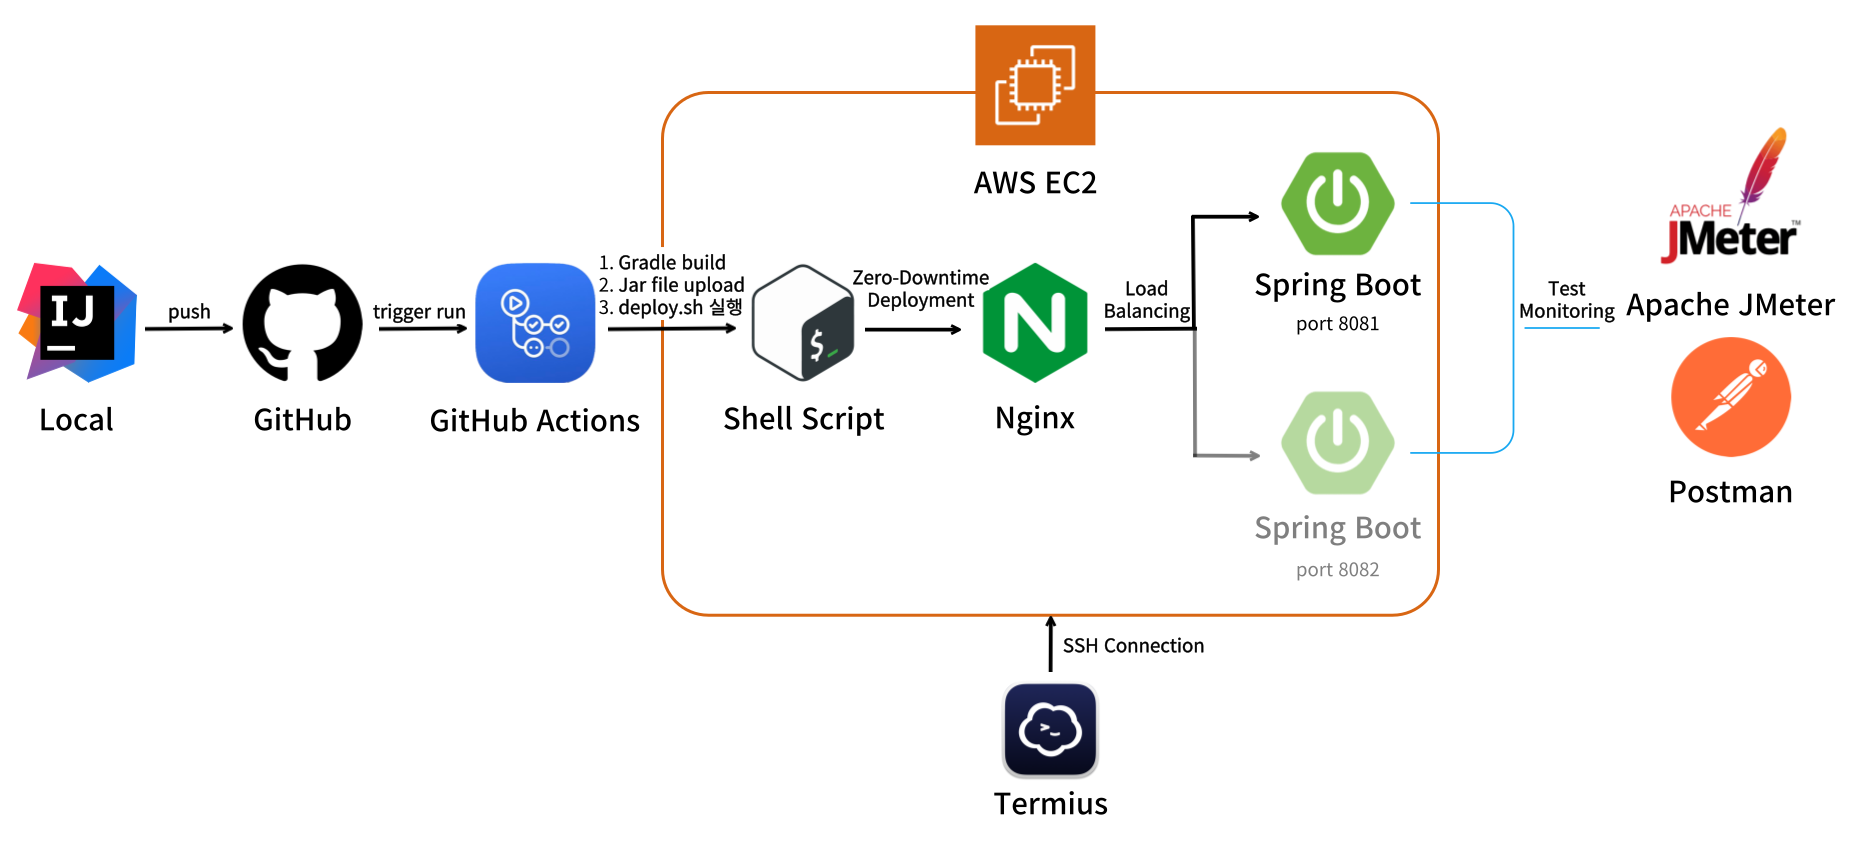 AWS EC2
IJ
Local
push
GitHub
trigger run
GitHub Actions
1. Gradle build
2. Jar file upload
3. deploy.sh 실행
$_
Shell Script
Zero-Downtime
Deployment
N
Nginx
Load
Balancing
Spring Boot
port 8081
Spring Boot
port 8082
Test
Monitoring
APACHE
JMeter™
Apache JMeter
Postman
SSH Connection
>_
Termius